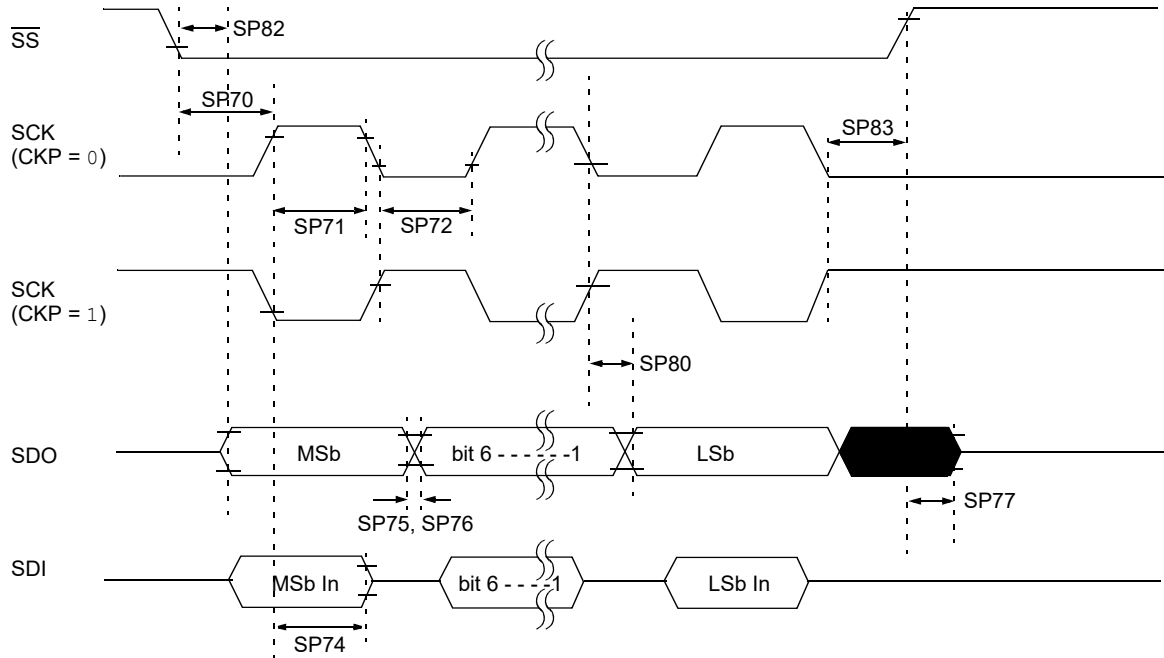 SS
SP82
SP70
SCK
(CKP = 0)
SP83
SP71
SP72
SCK
(CKP = 1)
SP80
SDO
MSb
bit 6 - - - - - -1
LSb
SP77
SP75, SP76
SDI
MSb In
bit 6 - - - - -1
LSb In
SP74